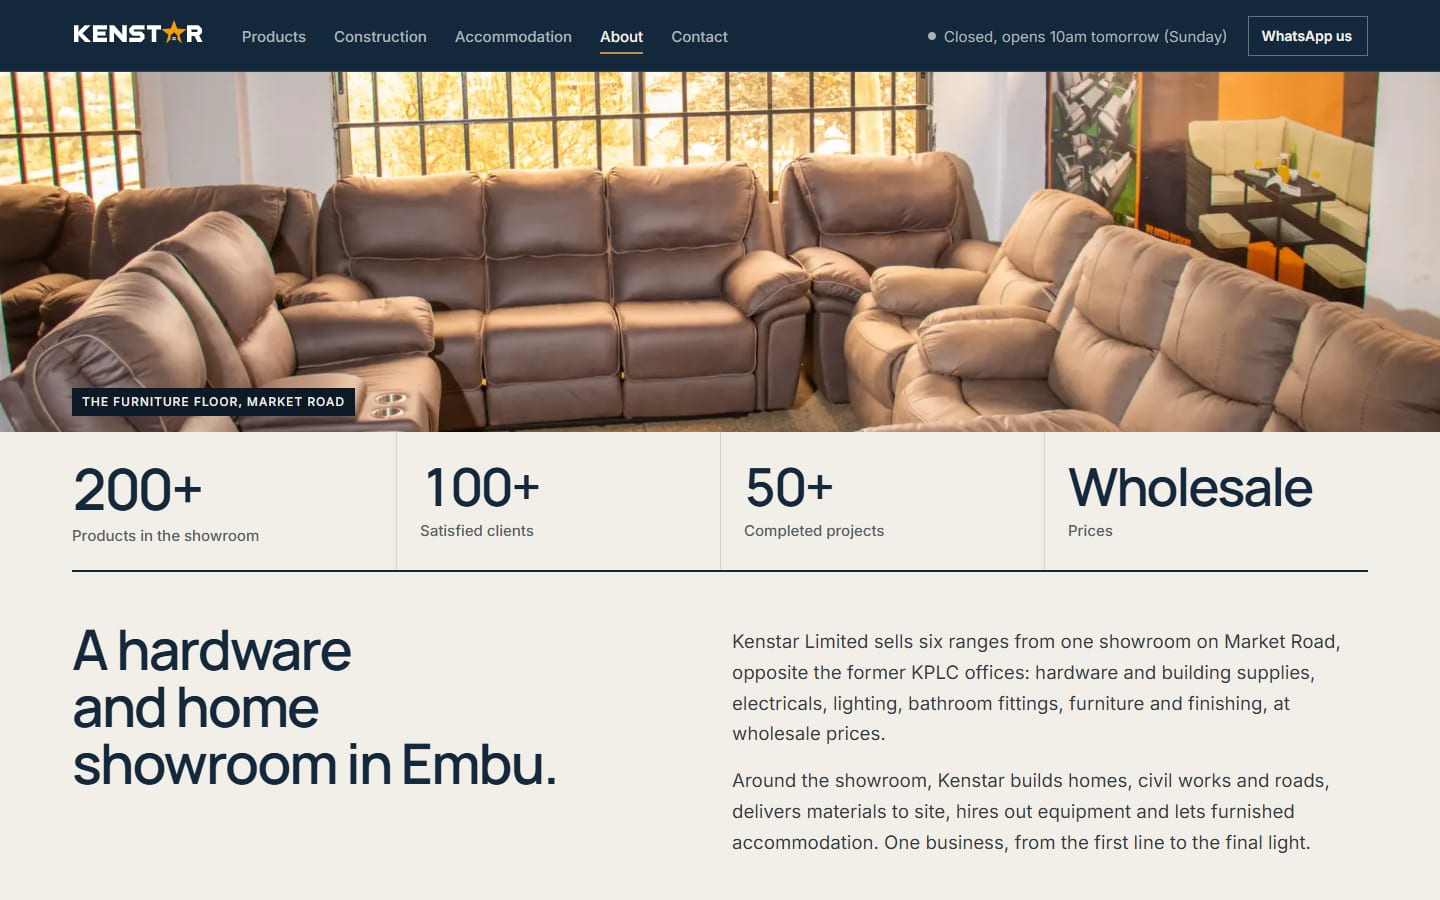 KENSTAR
Products
Construction
Accommodation
About
Contact
Closed, opens 10am tomorrow (Sunday)
WhatsApp us
THE FURNITURE FLOOR, MARKET ROAD
200+
Products in the showroom
100+
Satisfied clients
50+
Completed projects
Wholesale
Prices
A hardware
and home
showroom in Embu.
Kenstar Limited sells six ranges from one showroom on Market Road,
opposite the former KPLC offices: hardware and building supplies,
electricals, lighting, bathroom fittings, furniture and finishing, at
wholesale prices.
Around the showroom, Kenstar builds homes, civil works and roads,
delivers materials to site, hires out equipment and lets furnished
accommodation. One business, from the first line to the final light.